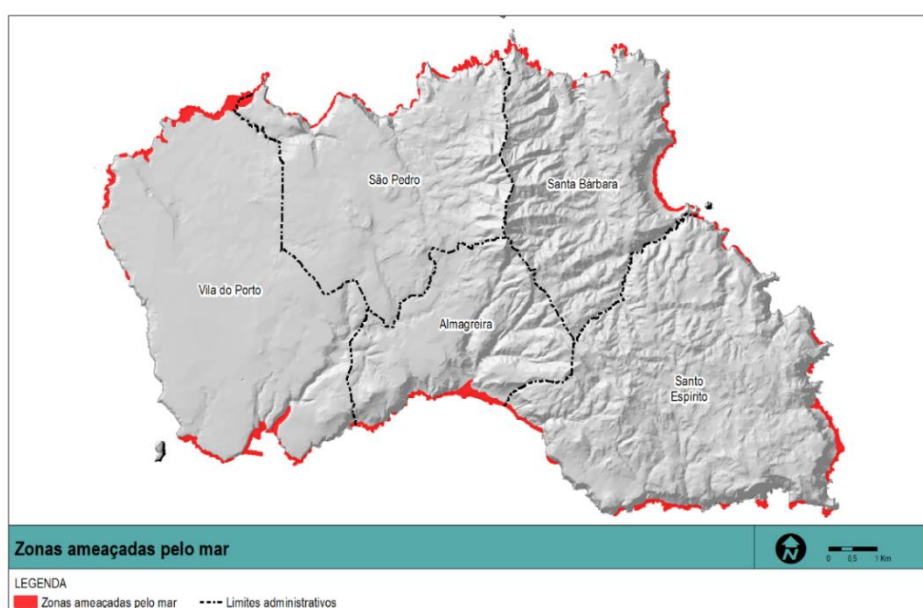 São Pedro
Santa Bárbara
Vila do Porto
Almagreira
Santo
Espírito
Zonas ameaçadas pelo mar
N
0 0.5 1 Km
LEGENDA
Zonas ameaçadas pelo mar Limites administrativos